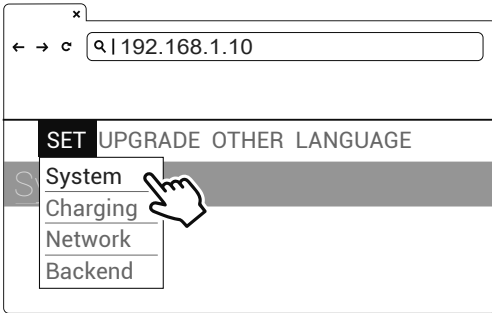 192.168.1.10
SET UPGRADE OTHER LANGUAGE
System
Charging
Network
Backend